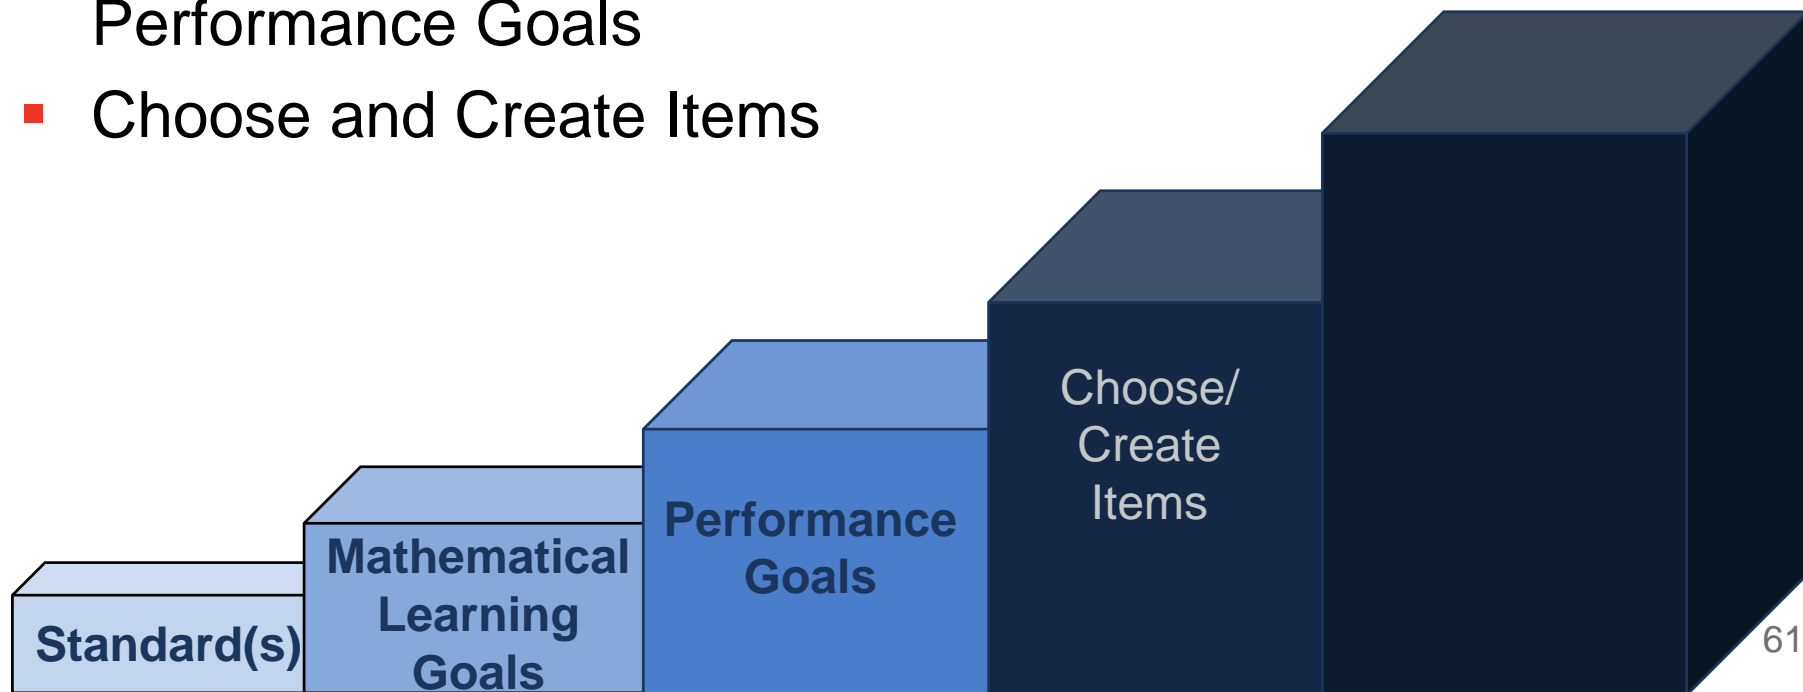 Performance Goals
▪ Choose and Create Items
Choose/
Create
Items
Performance
Goals
Mathematical
Learning
Goals
Standard(s)
61